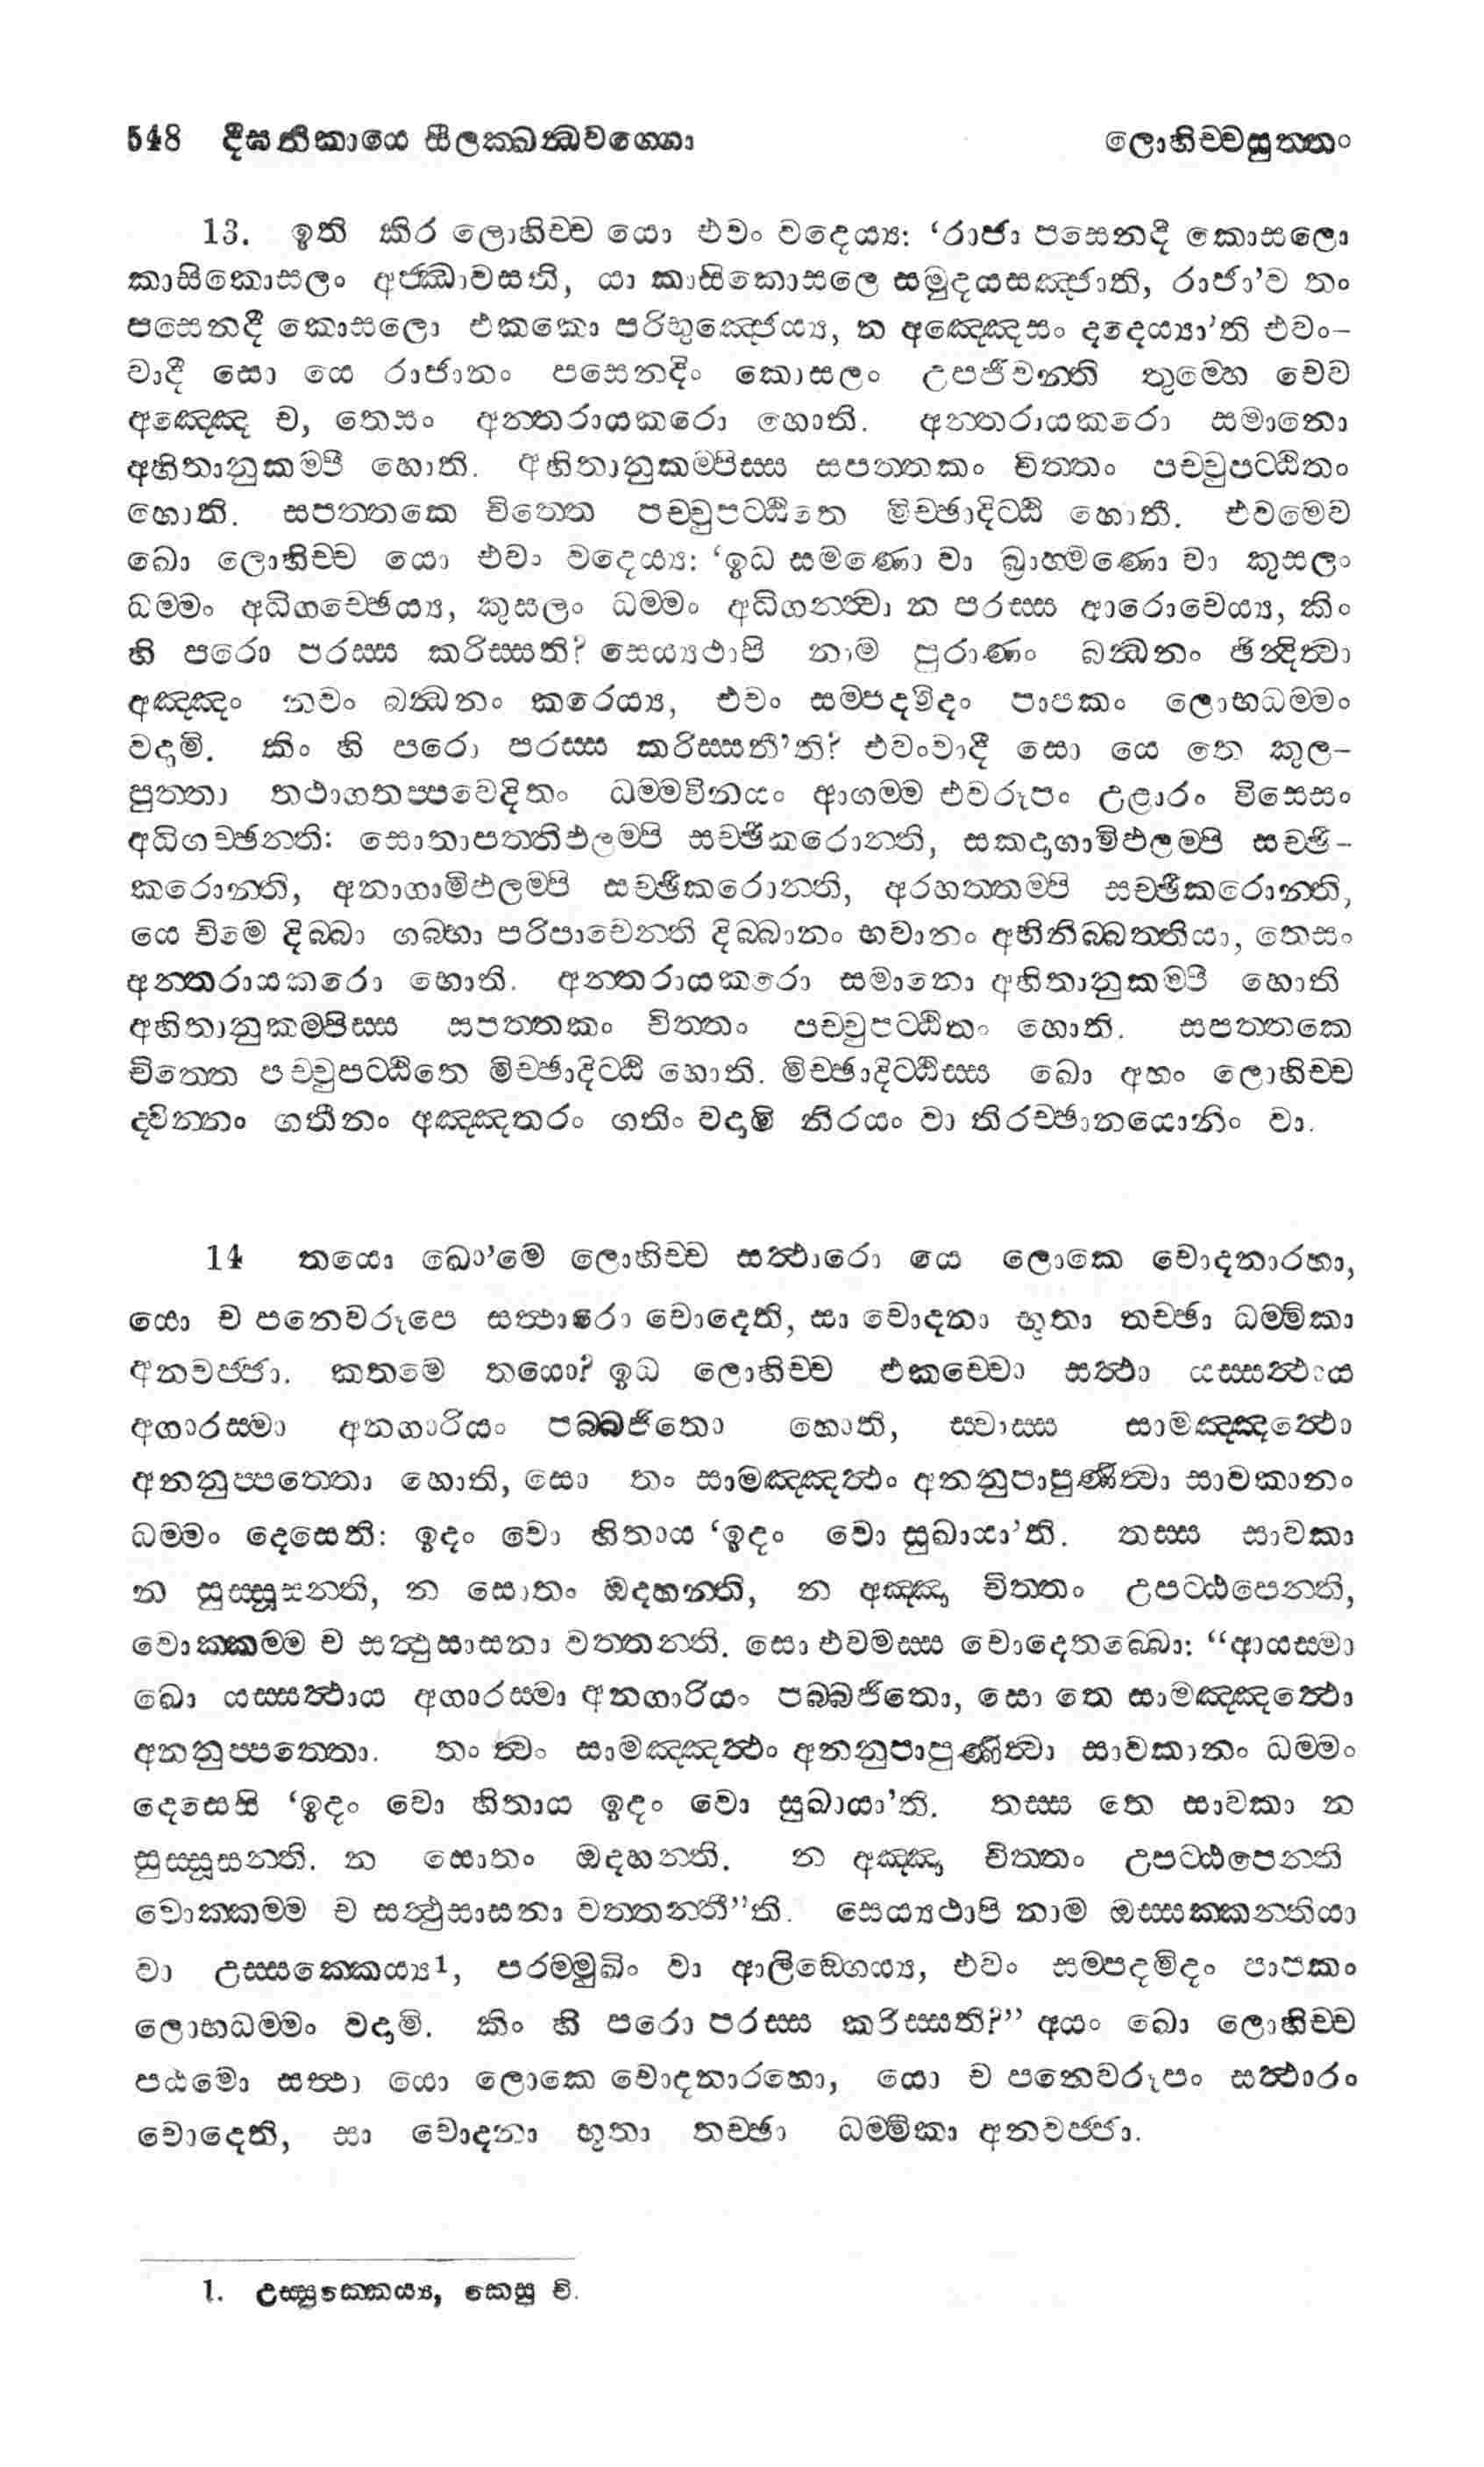 548 දීඝනිකායෙ සීලක්ඛන්ධවග්ගො ලොහිච්චසුත්තං
13. ඉති කිර ලොහිච්ච යො එවං වදෙය්‍ය: ‘රාජා පසෙනදි කොසලො
කාසිකොසලං අජ්ඣාවසති, යා කාසිකොසලෙ සමුදයසඤ්ජාති, රාජා’ව තං
පසෙනදී කොසලො එකකො පරිභුඤ්ජෙය්‍ය, න අඤ්ඤෙසං දදෙය්‍යා’ති එවං-
වාදී සො යෙ රාජානං පසෙනදිං කොසලං උපජීවන්ති තුම්හෙ චෙව
අඤ්ඤෙ ච, තෙසං අන්තරායකරො හොති. අන්තරායකරො සමානො
අහිතානුකම්පී හොති. අහිතානුකම්පිස්ස සපත්තකං චිත්තං පච්චුපට්ඨිතං
හොති. සපත්තකෙ චිත්තෙ පච්චුපට්ඨිතෙ මිච්ඡාදිට්ඨි හොතී. එවමෙව
ඛො ලොහිච්ච යො එවං වදෙය්‍ය: ‘ඉධ සමණො වා බ්‍රාහ්මණො වා කුසලං
ධම්මං අධිගච්ඡෙය්‍ය, කුසලං ධම්මං අධිගන්ත්වා න පරස්ස ආරොචෙය්‍ය, කිං
හි පරො පරස්ස කරිස්සති? සෙය්‍යථාපි නාම පුරාණං බන්ධනං ඡින්දිත්වා
අඤ්ඤං නවං බන්ධනං කරෙය්‍ය, එවං සම්පදමිදං පාපකං ලොභධම්මං
වදාමි. කිං හි පරො පරස්ස කරිස්සතී’ති? එවංවාදී සො යෙ තෙ කුල-
පුත්තා තථාගතප්පවෙදිතං ධම්මවිනයං ආගම්ම එවරූපං උළාරං විසෙසං
අධිගච්ඡන්ති: සොතාපත්තිඵලම්පි සච්ඡිකරොන්ති, සකදාගාමිඵලම්පි සච්ඡි-
කරොන්ති, අනාගාමිඵලම්පි සච්ඡිකරොන්ති, අරහත්තම්පි සච්ඡිකරොන්ති,
යෙ චිමෙ දිබ්බා ගබ්භා පරිපාචෙන්ති දිබ්බානං භවානං අභිනිබ්බත්තියා, තෙසං
අන්තරායකරො හොති. අන්තරායකරො සමානො අහිතානුකම්පී හොති
අහිතානුකම්පිස්ස සපත්තකං චිත්තං පච්චුපට්ඨිතං හොති. සපත්තකෙ
චිත්තෙ පච්චුපට්ඨිතෙ මිච්ඡාදිට්ඨි හොති. මිච්ඡාදිට්ඨිස්ස ඛො අහං ලොහිච්ච
ද්වින්නං ගතීනං අඤ්ඤතරං ගතිං වදාමි නිරයං වා තිරච්ඡානයොනිං වා.
14 තයො ඛො’මෙ ලොහිච්ච සත්ථාරො යෙ ලොකෙ චොදනාරහා,
යො ච පනෙවරූපෙ සත්ථාරො චොදෙති, සා චොදනා භූතා තච්ඡා ධම්මිකා
අනවජ්ජා. කතමෙ තයො? ඉධ ලොහිච්ච එකච්චො සත්ථා යස්සත්ථාය
අගාරස්මා අනගාරියං පබ්බජිතො හොති, ස්වාස්ස සාමඤ්ඤත්ථො
අනනුප්පත්තො හොති, සො තං සාමඤ්ඤත්ථං අනනුපාපුණිත්වා සාවකානං
ධම්මං දෙසෙති: ඉදං වො හිතාය ‘ඉදං වො සුඛායා’ති. තස්ස සාවකා
න සුස්සූසන්ති, න සොතං ඔදහන්ති, න අඤ්ඤා චිත්තං උපට්ඨපෙන්ති,
වොක්කම්ම ච සත්ථුසාසනා වත්තන්ති. සො එවමස්ස චොදෙතබ්බො: “ආයස්මා
ඛො යස්සත්ථාය අගාරස්මා අනගාරියං පබ්බජිතො, සො තෙ සාමඤ්ඤත්ථො
අනනුප්පත්තො. තං ත්වං සාමඤ්ඤත්ථං අනනුපාපුණිත්වා සාවකානං ධම්මං
දෙසෙසි ‘ඉදං වො හිතාය ඉදං වො සුඛායා’ති. තස්ස තෙ සාවකා න
සුස්සූසන්ති. න සොතං ඔදහන්ති. න අඤ්ඤා චිත්තං උපට්ඨපෙන්ති
වොක්කම්ම ච සත්ථුසාසනා වත්තන්තී”ති. සෙය්‍යථාපි නාම ඔස්සක්කන්තියා
වා උස්සක්කෙය්‍ය1, පරම්මුඛිං වා ආලිඞ්ගෙය්‍ය, එවං සම්පදමිදං පාපකං
ලොභධම්මං වදාමි. කිං හි පරො පරස්ස කරිස්සති?” අයං ඛො ලොහිච්ච
පඨමො සත්ථා යො ලොකෙ චොදනාරහො, යො ච පනෙවරූපං සත්ථාරං
චොදෙති, සා චොදනා භූතා තච්ඡා ධම්මිකා අනවජ්ජා.
1. උස්සුක්කෙය්‍ය, කෙසු චි.